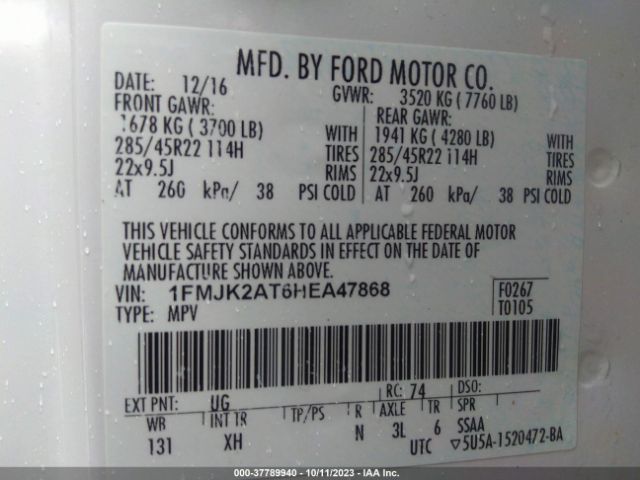 MFD. BY FORD MOTOR CO.
DATE: 12/16
GVWR: 3520 KG ( 7760 LB)
FRONT GAWR:
1678 KG ( 3700 LB) WITH
285/45R22 114H TIRES
22x9.5J RIMS
AT 260 kPa/ 38 PSI COLD
REAR GAWR:
1941 KG ( 4280 LB) WITH
285/45R22 114H TIRES
22x9.5J RIMS
AT 260 kPa/ 38 PSI COLD
THIS VEHICLE CONFORMS TO ALL APPLICABLE FEDERAL MOTOR
VEHICLE SAFETY STANDARDS IN EFFECT ON THE DATE OF
MANUFACTURE SHOWN ABOVE.
VIN: 1FMJK2AT6HEA47868
TYPE: MPV
F0267
T0105
EXT PNT: UG RC: 74 DSO:
WB INT TR TP/PS R AXLE TR SPR
131 XH N 3L 6 SSAA
UTC ▽5U5A-1520472-BA
000-37789940 - 10/11/2023 - IAA Inc.